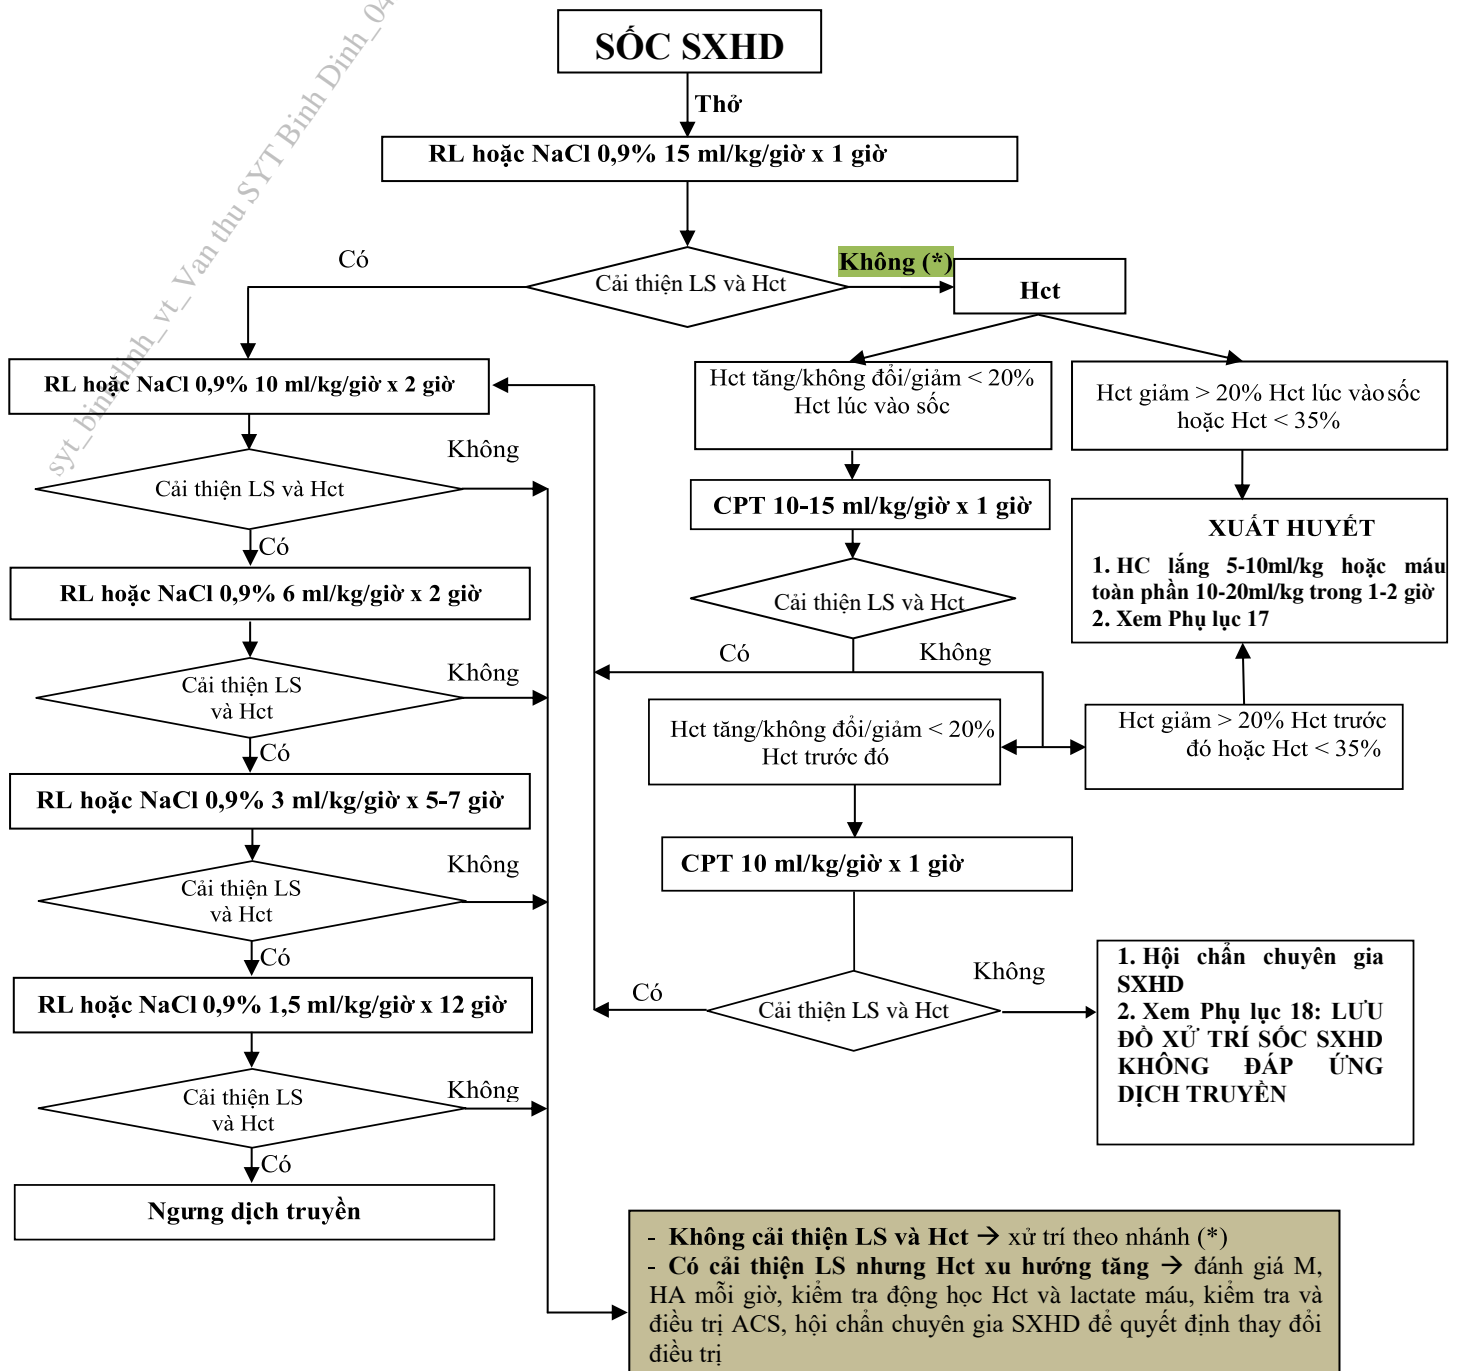 syt_binhdinh_vt_Van thu SYT Binh Dinh_04
SỐC SXHD
Thở
RL hoặc NaCl 0,9% 15 ml/kg/giờ x 1 giờ
Có
Cải thiện LS và Hct
Không (*)
Hct
RL hoặc NaCl 0,9% 10 ml/kg/giờ x 2 giờ
Hct tăng/không đổi/giảm < 20%
Hct lúc vào sốc
Hct giảm > 20% Hct lúc vào sốc
hoặc Hct < 35%
Không
Cải thiện LS và Hct
Có
CPT 10-15 ml/kg/giờ x 1 giờ
XUẤT HUYẾT
1. HC lắng 5-10ml/kg hoặc máu
toàn phần 10-20ml/kg trong 1-2 giờ
2. Xem Phụ lục 17
RL hoặc NaCl 0,9% 6 ml/kg/giờ x 2 giờ
Cải thiện LS và Hct
Có
Không
Không
Cải thiện LS
và Hct
Có
Hct tăng/không đổi/giảm < 20%
Hct trước đó
Hct giảm > 20% Hct trước
đó hoặc Hct < 35%
RL hoặc NaCl 0,9% 3 ml/kg/giờ x 5-7 giờ
CPT 10 ml/kg/giờ x 1 giờ
Không
Cải thiện LS
và Hct
Có
RL hoặc NaCl 0,9% 1,5 ml/kg/giờ x 12 giờ
Có
Cải thiện LS và Hct
Không
1. Hội chẩn chuyên gia
SXHD
2. Xem Phụ lục 18: LƯU
ĐỒ XỬ TRÍ SỐC SXHD
KHÔNG ĐÁP ỨNG
DỊCH TRUYỀN
Không
Cải thiện LS
và Hct
Có
Ngưng dịch truyền
- Không cải thiện LS và Hct → xử trí theo nhánh (*)
- Có cải thiện LS nhưng Hct xu hướng tăng → đánh giá M,
HA mỗi giờ, kiểm tra động học Hct và lactate máu, kiểm tra và
điều trị ACS, hội chẩn chuyên gia SXHD để quyết định thay đổi
điều trị